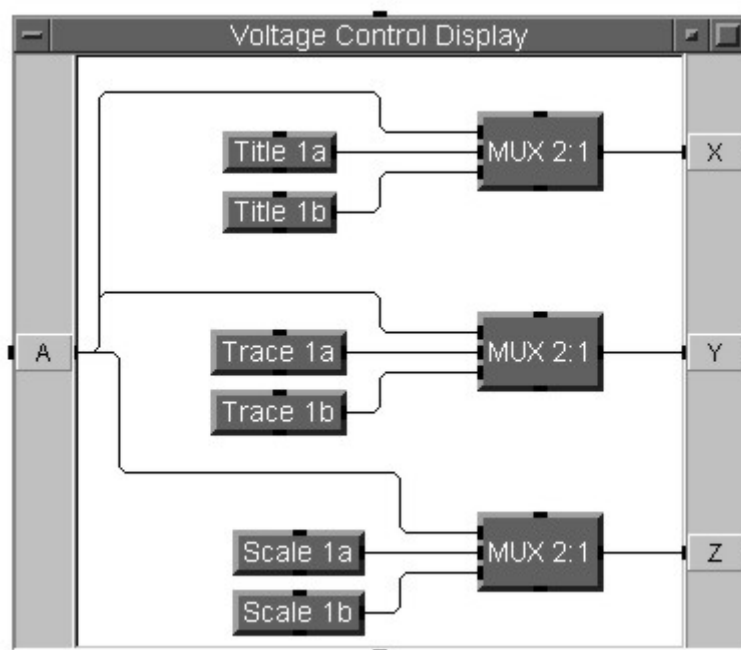 Voltage Control Display
Title 1a
MUX 2:1
X
Title 1b
A
Trace 1a
MUX 2:1
Y
Trace 1b
Scale 1a
MUX 2:1
Z
Scale 1b